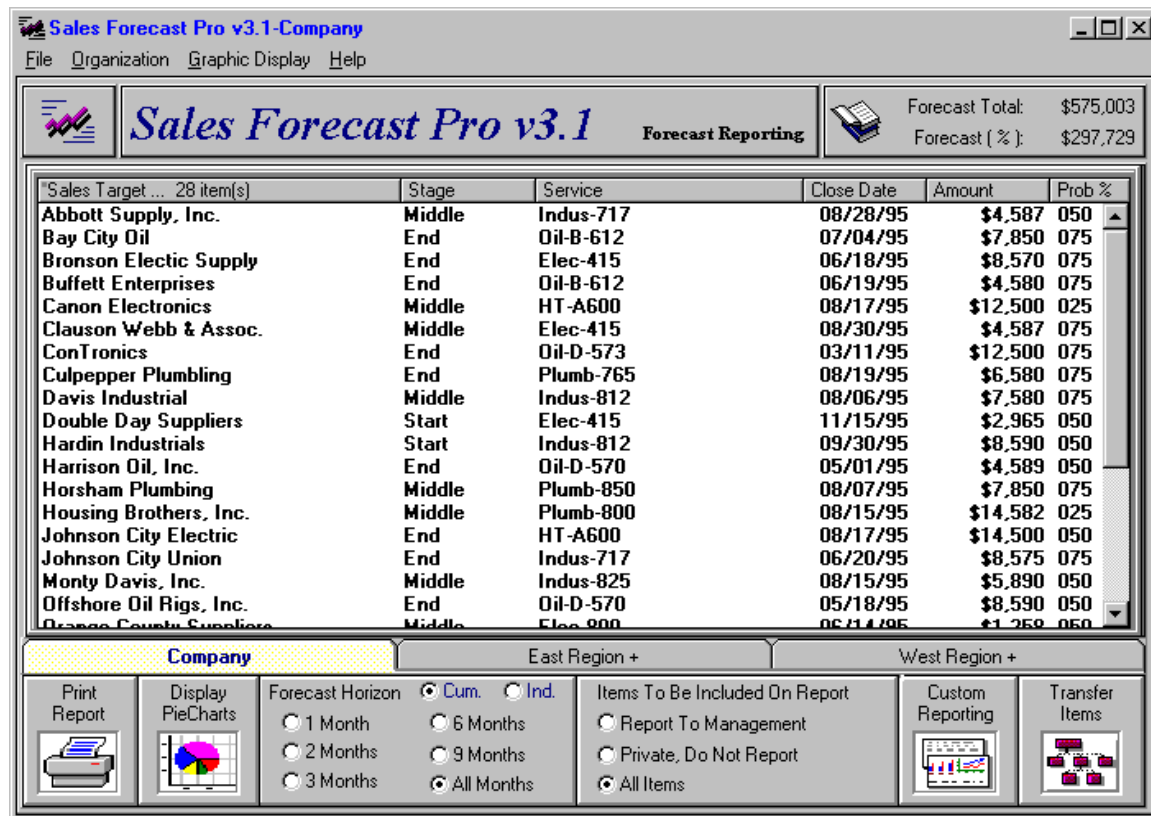 Sales Forecast Pro v3.1-Company
File Organization Graphic Display Help
Sales Forecast Pro v3.1 Forecast Reporting
Forecast Total: $575,003
Forecast ( % ): $297,729
"Sales Target ... 28 item(s) Stage Service Close Date Amount Prob %
Abbott Supply, Inc. Middle Indus-717 08/28/95 $4,587 050
Bay City Oil End Oil-B-612 07/04/95 $7,850 075
Bronson Electic Supply End Elec-415 06/18/95 $8,570 075
Buffett Enterprises End Oil-B-612 06/19/95 $4,580 075
Canon Electronics Middle HT-A600 08/17/95 $12,500 025
Clauson Webb & Assoc. Middle Elec-415 08/30/95 $4,587 075
ConTronics End Oil-D-573 03/11/95 $12,500 075
Culpepper Plumbling End Plumb-765 08/19/95 $6,580 075
Davis Industrial Middle Indus-812 08/06/95 $7,580 075
Double Day Suppliers Start Elec-415 11/15/95 $2,965 050
Hardin Industrials Start Indus-812 09/30/95 $8,590 050
Harrison Oil, Inc. End Oil-D-570 05/01/95 $4,589 050
Horsham Plumbing Middle Plumb-850 08/07/95 $7,850 075
Housing Brothers, Inc. Middle Plumb-800 08/15/95 $14,582 025
Johnson City Electric End HT-A600 08/17/95 $14,500 050
Johnson City Union End Indus-717 06/20/95 $8,575 075
Monty Davis, Inc. Middle Indus-825 08/15/95 $5,890 050
Offshore Oil Rigs, Inc. End Oil-D-570 05/18/95 $8,590 050
Orange County Suppliers Middle Elec-800 06/14/95 $1,258 050
Company East Region + West Region +
Print Report
Display PieCharts
Forecast Horizon Cum. Ind.
1 Month 6 Months
2 Months 9 Months
3 Months All Months
Items To Be Included On Report
Report To Management
Private, Do Not Report
All Items
Custom Reporting
Transfer Items